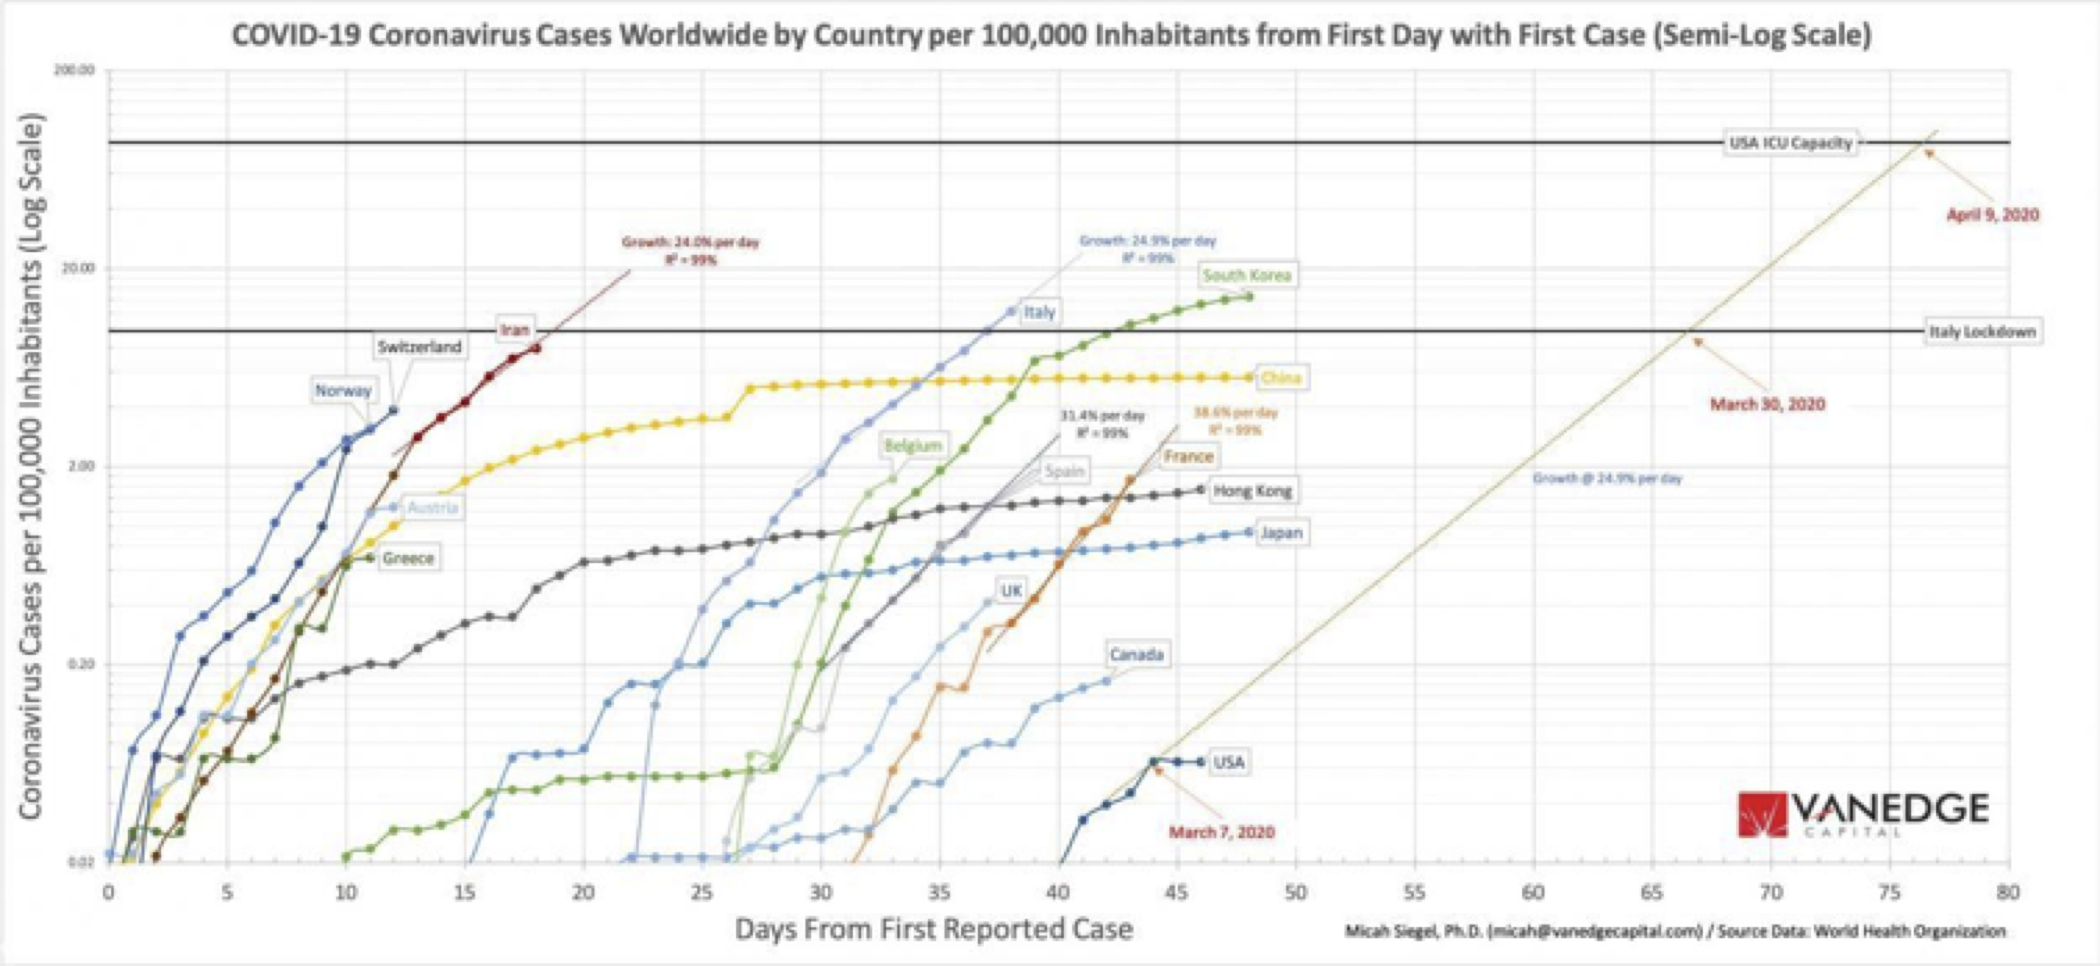 COVID-19 Coronavirus Cases Worldwide by Country per 100,000 Inhabitants from First Day with First Case (Semi-Log Scale)
Coronavirus Cases per 100,000 Inhabitants (Log Scale)
200.00
20.00
2.00
0.20
0.02
USA ICU Capacity
April 9, 2020
Growth: 24.0% per day
R² = 99%
Growth: 24.9% per day
R² = 99%
South Korea
Italy
Iran
Italy Lockdown
Switzerland
Norway
China
March 30, 2020
31.4% per day
R² = 99%
38.6% per day
R² = 99%
Belgium
France
Spain
Growth @ 24.9% per day
Hong Kong
Austria
Japan
Greece
UK
Canada
USA
March 7, 2020
VANEDGE
CAPITAL
0 5 10 15 20 25 30 35 40 45 50 55 60 65 70 75 80
Days From First Reported Case
Micah Siegel, Ph.D. (micah@vanedgecapital.com) / Source Data: World Health Organization